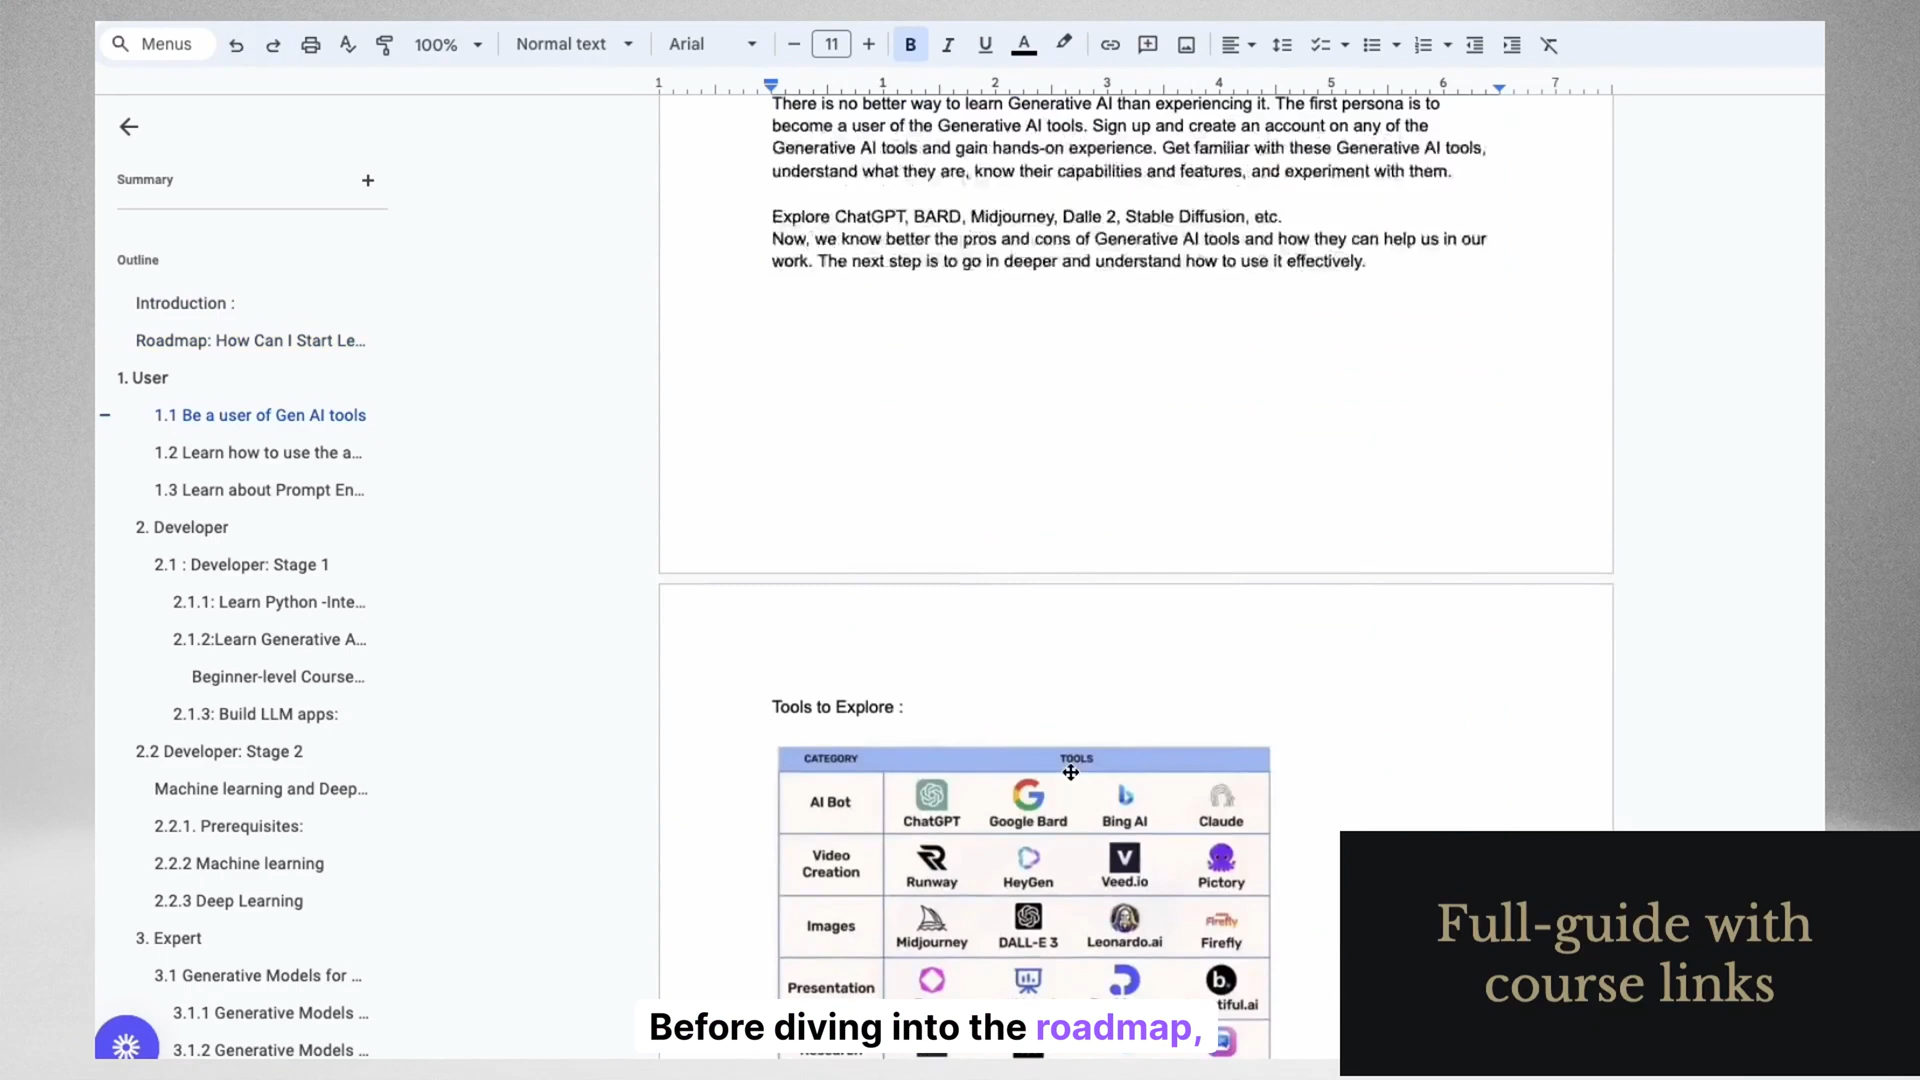 Menus
100%
Normal text
Arial
11
B
I
U
A
1 1 2 3 4 5 6 7
Summary
Outline
Introduction :
Roadmap: How Can I Start Le...
1. User
1.1 Be a user of Gen AI tools
1.2 Learn how to use the a...
1.3 Learn about Prompt En...
2. Developer
2.1 : Developer: Stage 1
2.1.1: Learn Python -Inte...
2.1.2:Learn Generative A...
Beginner-level Course...
2.1.3: Build LLM apps:
2.2 Developer: Stage 2
Machine learning and Deep...
2.2.1. Prerequisites:
2.2.2 Machine learning
2.2.3 Deep Learning
3. Expert
3.1 Generative Models for ...
3.1.1 Generative Models ...
3.1.2 Generative Models ...
There is no better way to learn Generative AI than experiencing it. The first persona is to
become a user of the Generative AI tools. Sign up and create an account on any of the
Generative AI tools and gain hands-on experience. Get familiar with these Generative AI tools,
understand what they are, know their capabilities and features, and experiment with them.
Explore ChatGPT, BARD, Midjourney, Dalle 2, Stable Diffusion, etc.
Now, we know better the pros and cons of Generative AI tools and how they can help us in our
work. The next step is to go in deeper and understand how to use it effectively.
Tools to Explore :
CATEGORY TOOLS
AI Bot
ChatGPT Google Bard Bing AI Claude
Video
Creation
Runway HeyGen Veed.io Pictory
Images
Midjourney DALL-E 3 Leonardo.ai Firefly
Firefly
Presentation
b.
tiful.ai
Before diving into the roadmap,
Full-guide with
course links